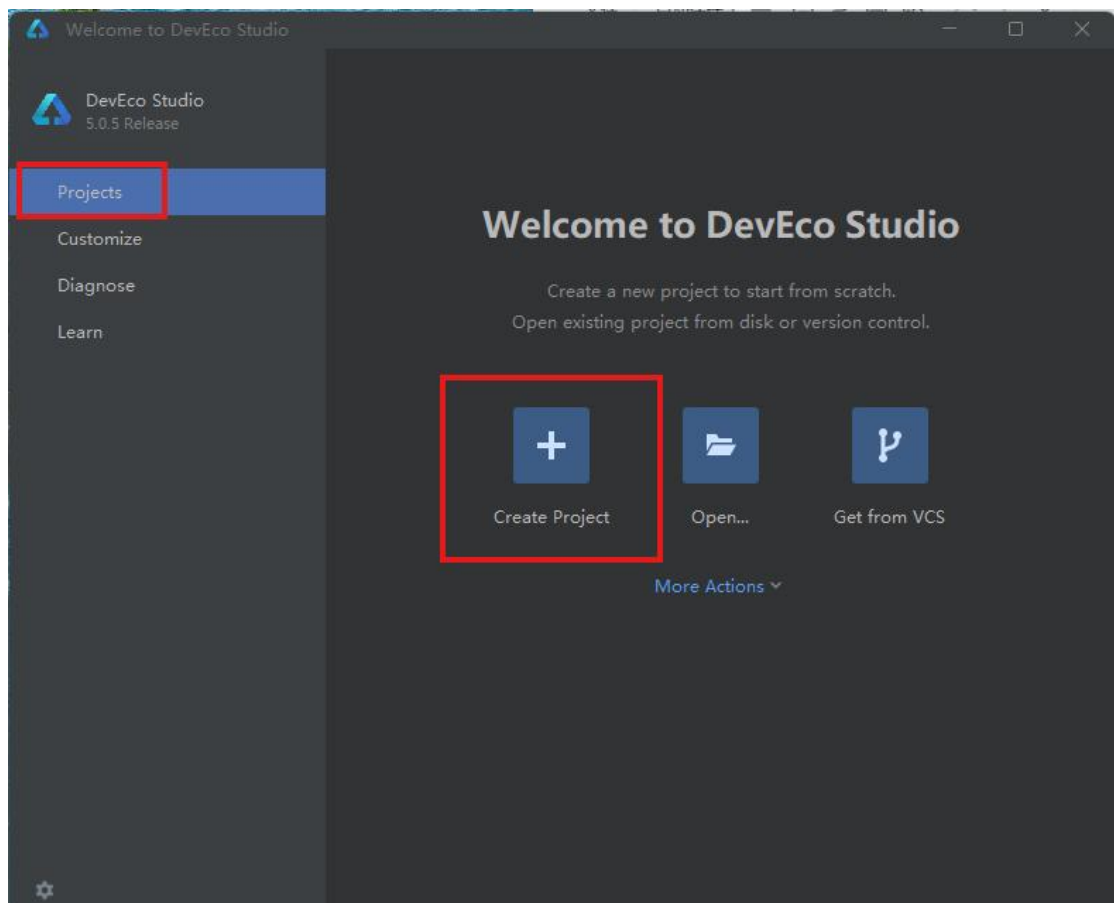 Welcome to DevEco Studio
DevEco Studio
5.0.5 Release
Projects
Customize
Diagnose
Learn
Welcome to DevEco Studio
Create a new project to start from scratch.
Open existing project from disk or version control.
Create Project
Open...
Get from VCS
More Actions